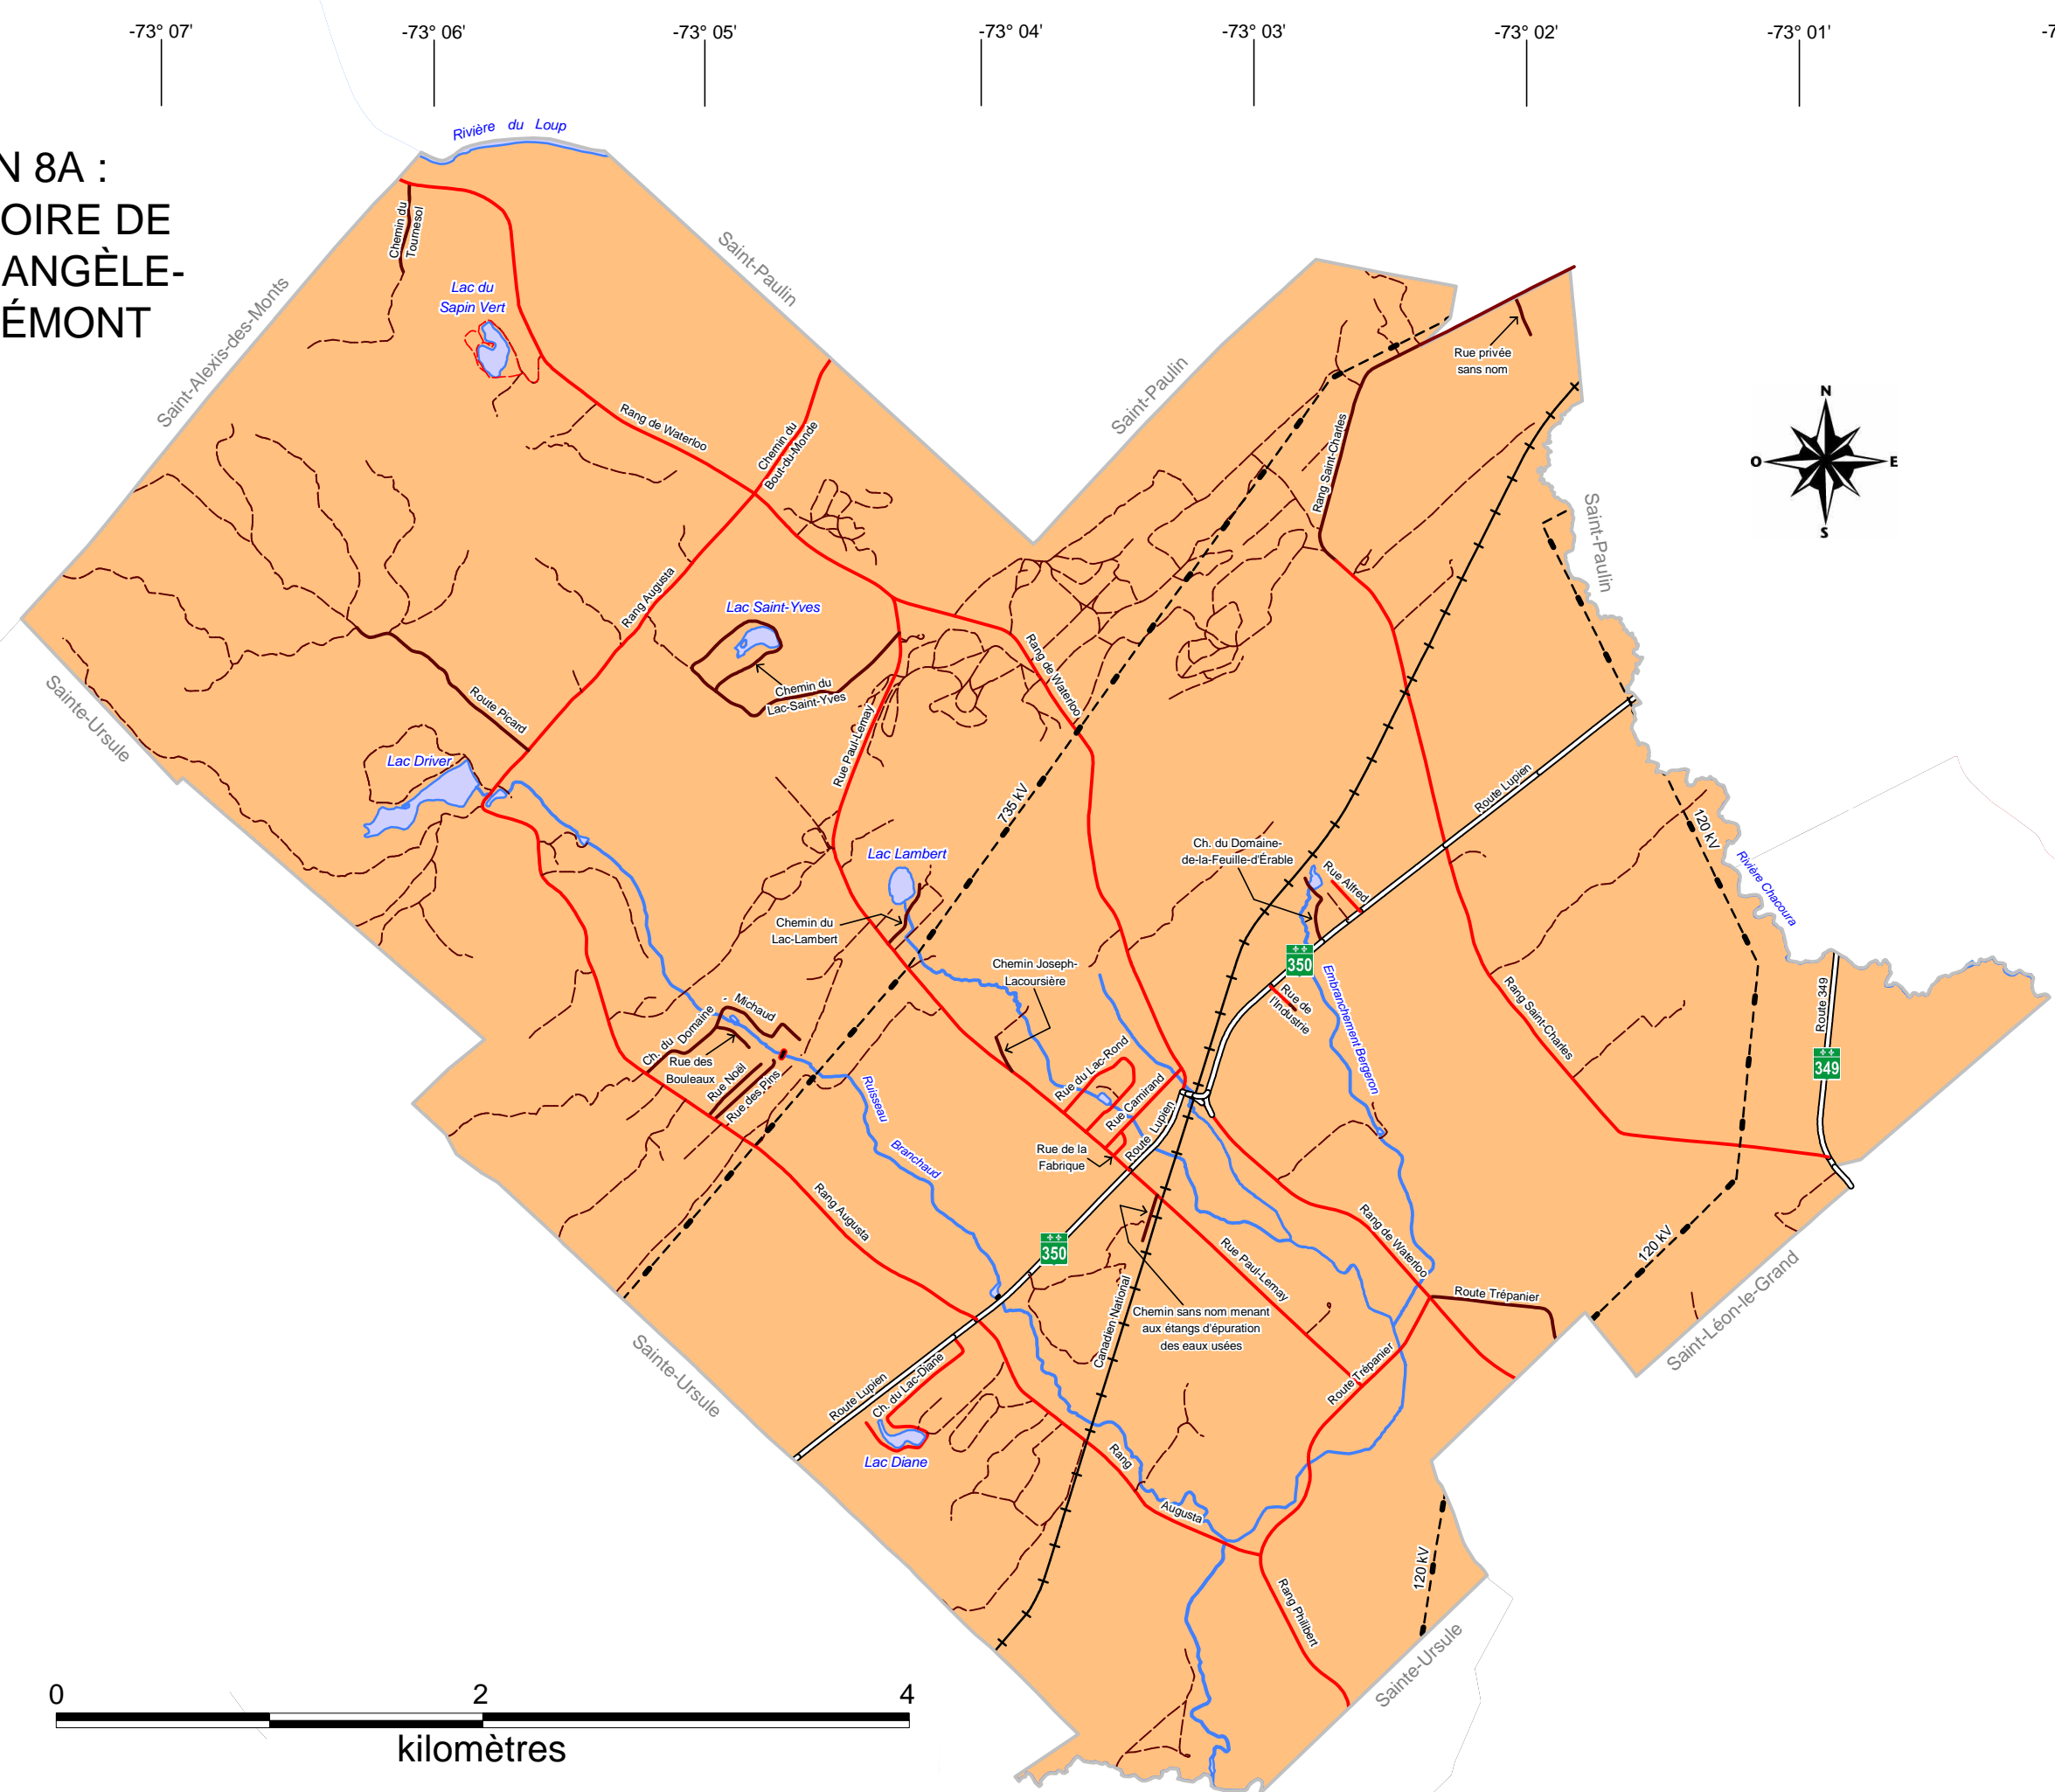 -73° 07'
-73° 06'
-73° 05'
-73° 04'
-73° 03'
-73° 02'
-73° 01'
-7
N 8A :
OIRE DE
ANGÈLE-
ÉMONT
Rivière du Loup
Chemin du
Tournesol
Lac du
Sapin Vert
Saint-Alexis-des-Monts
Saint-Paulin
Saint-Paulin
Rue privée
sans nom
Rang de Waterloo
Chemin du
Bout-du-Monde
Rang Saint-Charles
N
O
E
S
Saint-Paulin
Rang Augusta
Lac Saint-Yves
Chemin du
Lac-Saint-Yves
Rang de Waterloo
Sainte-Ursule
Route Picard
Lac Driver
Rue Paul-Lemay
735 kV
Route Lupien
120 kV
Rivière Chacoura
Lac Lambert
Ch. du Domaine-
de-la-Feuille-d'Érable
Rue Alfred
Chemin du
Lac-Lambert
Chemin Joseph-
Lacoursière
350
Embranchement Bergeron
Rue de
l'Industrie
Rang Saint-Charles
Route 349
349
Ch. du Domaine - Michaud
Rue des
Bouleaux
Rue Noël
Rue des Pins
Ruisseau
Branchaud
Rue du Lac-Rond
Rue Camirand
Route Lupien
Rue de la
Fabrique
Rang Augusta
350
Rue Paul-Lemay
Rang de Waterloo
Route Trépanier
120 kV
Saint-Léon-le-Grand
Canadien National
Chemin sans nom menant
aux étangs d'épuration
des eaux usées
Sainte-Ursule
Route Lupien
Ch. du Lac-Diane
Lac Diane
Route Trépanier
Rang
Augusta
Rang Philibert
120 kV
Sainte-Ursule
0
2
4
kilomètres